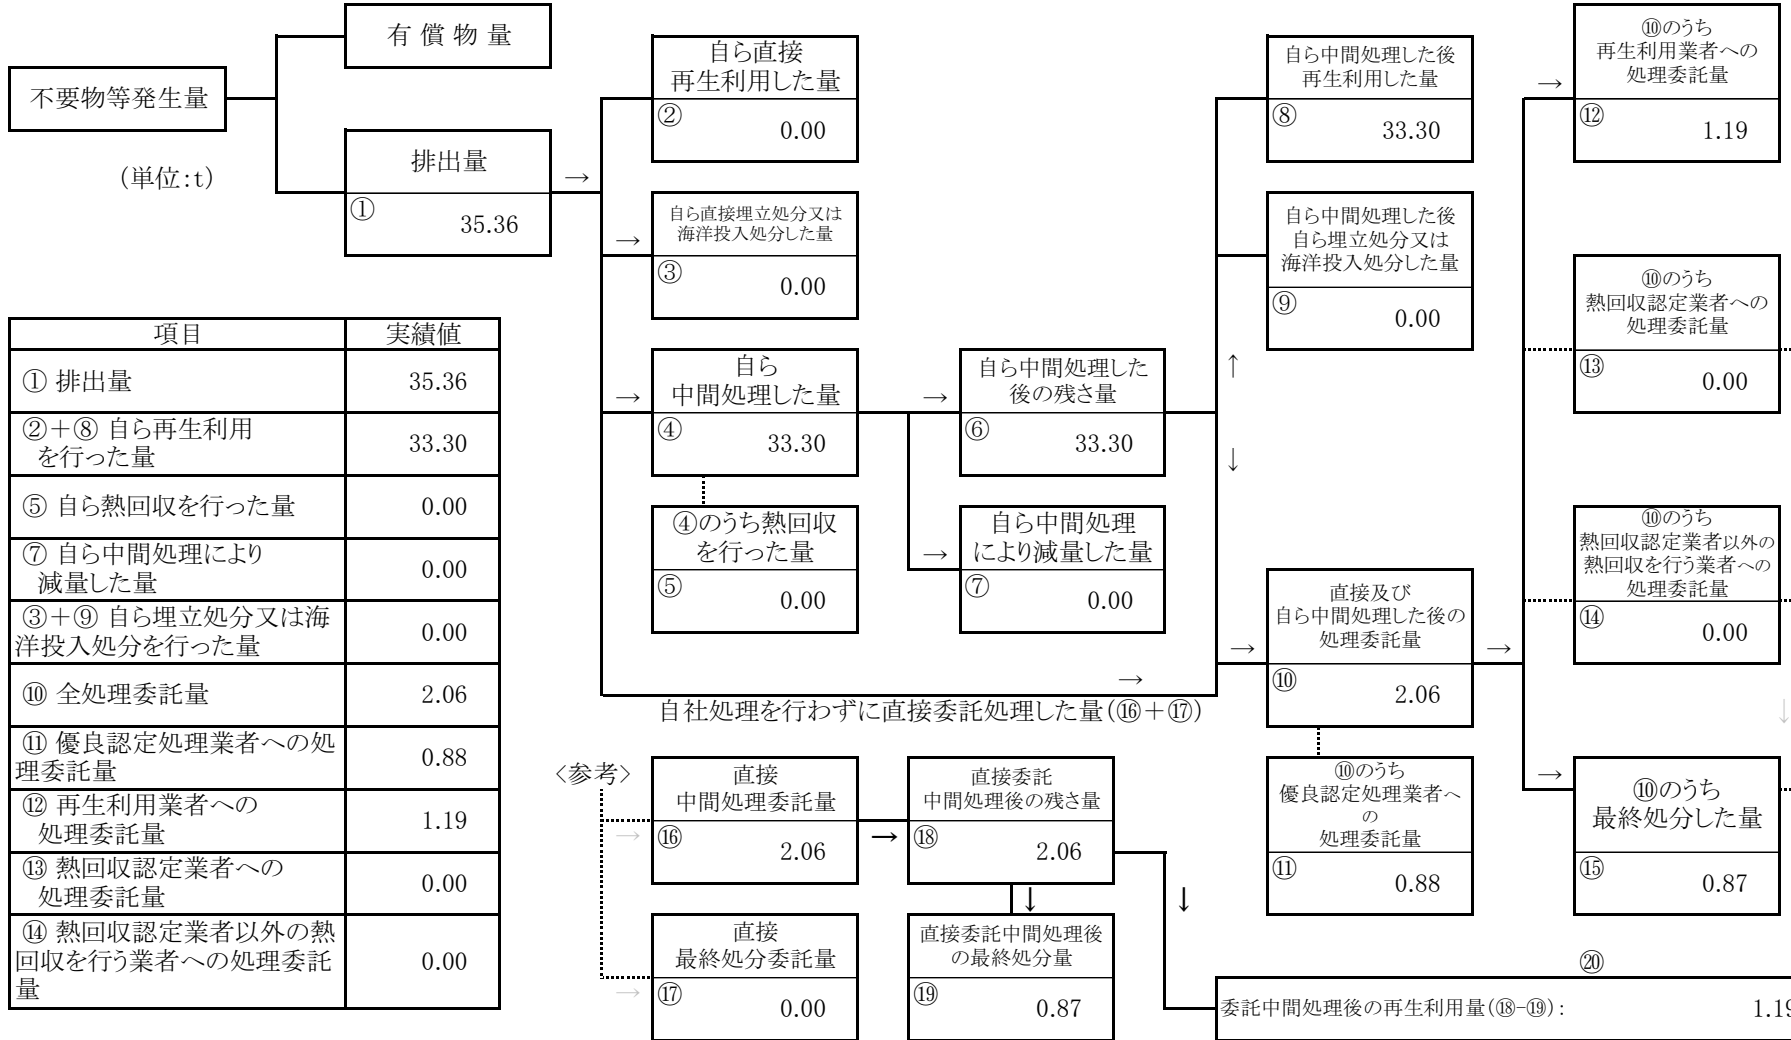 有 償 物 量
不要物等発生量
(単位:t)
排出量
→
① 35.36
自ら直接
再生利用した量
② 0.00
→
自ら直接埋立処分又は
海洋投入処分した量
③ 0.00
→
自ら
中間処理した量
④ 33.30
④のうち熱回収
を行った量
⑤ 0.00
→
自ら中間処理した
後の残さ量
⑥ 33.30
→
自ら中間処理
により減量した量
⑦ 0.00
↑
↓
自ら中間処理した後
再生利用した量
⑧ 33.30
自ら中間処理した後
自ら埋立処分又は
海洋投入処分した量
⑨ 0.00
→
自社処理を行わずに直接委託処理した量(⑯+⑰)
→
直接及び
自ら中間処理した後の
処理委託量
⑩ 2.06
→
⑩のうち
優良認定処理業者へ
の
処理委託量
⑪ 0.88
→
⑩のうち
再生利用業者への
処理委託量
⑫ 1.19
⑩のうち
熱回収認定業者への
処理委託量
⑬ 0.00
⑩のうち
熱回収認定業者以外の
熱回収を行う業者への
処理委託量
⑭ 0.00
↓
→
⑩のうち
最終処分した量
⑮ 0.87
項目 実績値
① 排出量 35.36
②+⑧ 自ら再生利用
を行った量 33.30
⑤ 自ら熱回収を行った量 0.00
⑦ 自ら中間処理により
減量した量 0.00
③+⑨ 自ら埋立処分又は海
洋投入処分を行った量 0.00
⑩ 全処理委託量 2.06
⑪ 優良認定処理業者への処
理委託量 0.88
⑫ 再生利用業者への
処理委託量 1.19
⑬ 熱回収認定業者への
処理委託量 0.00
⑭ 熱回収認定業者以外の熱
回収を行う業者への処理委託
量 0.00
<参考>
→
直接
中間処理委託量
⑯ 2.06
→
直接
最終処分委託量
⑰ 0.00
→
直接委託
中間処理後の残さ量
⑱ 2.06
↓
直接委託中間処理後
の最終処分量
⑲ 0.87
↓
⑳
委託中間処理後の再生利用量(⑱-⑲): 1.19